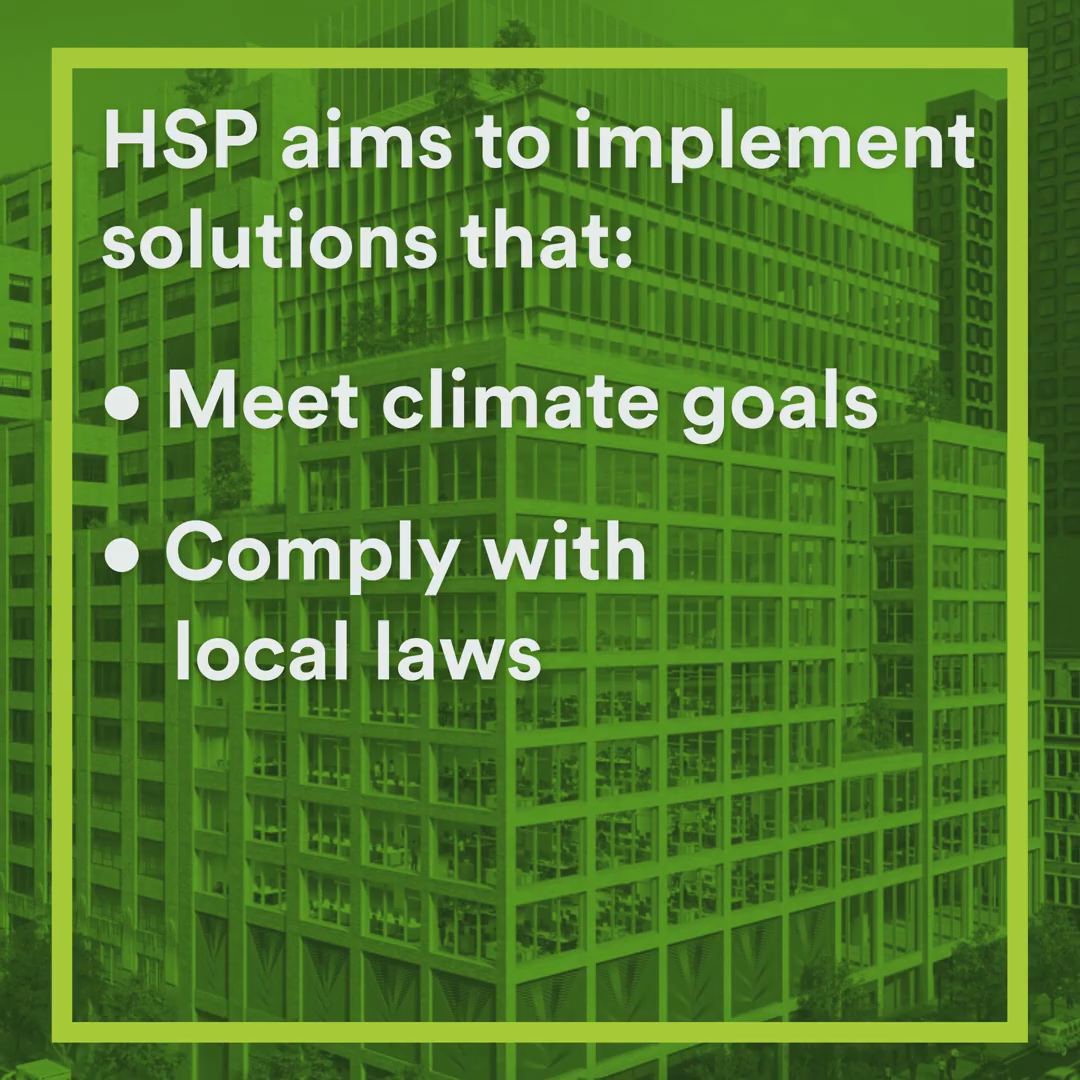 HSP aims to implement
solutions that:
• Meet climate goals
• Comply with
local laws